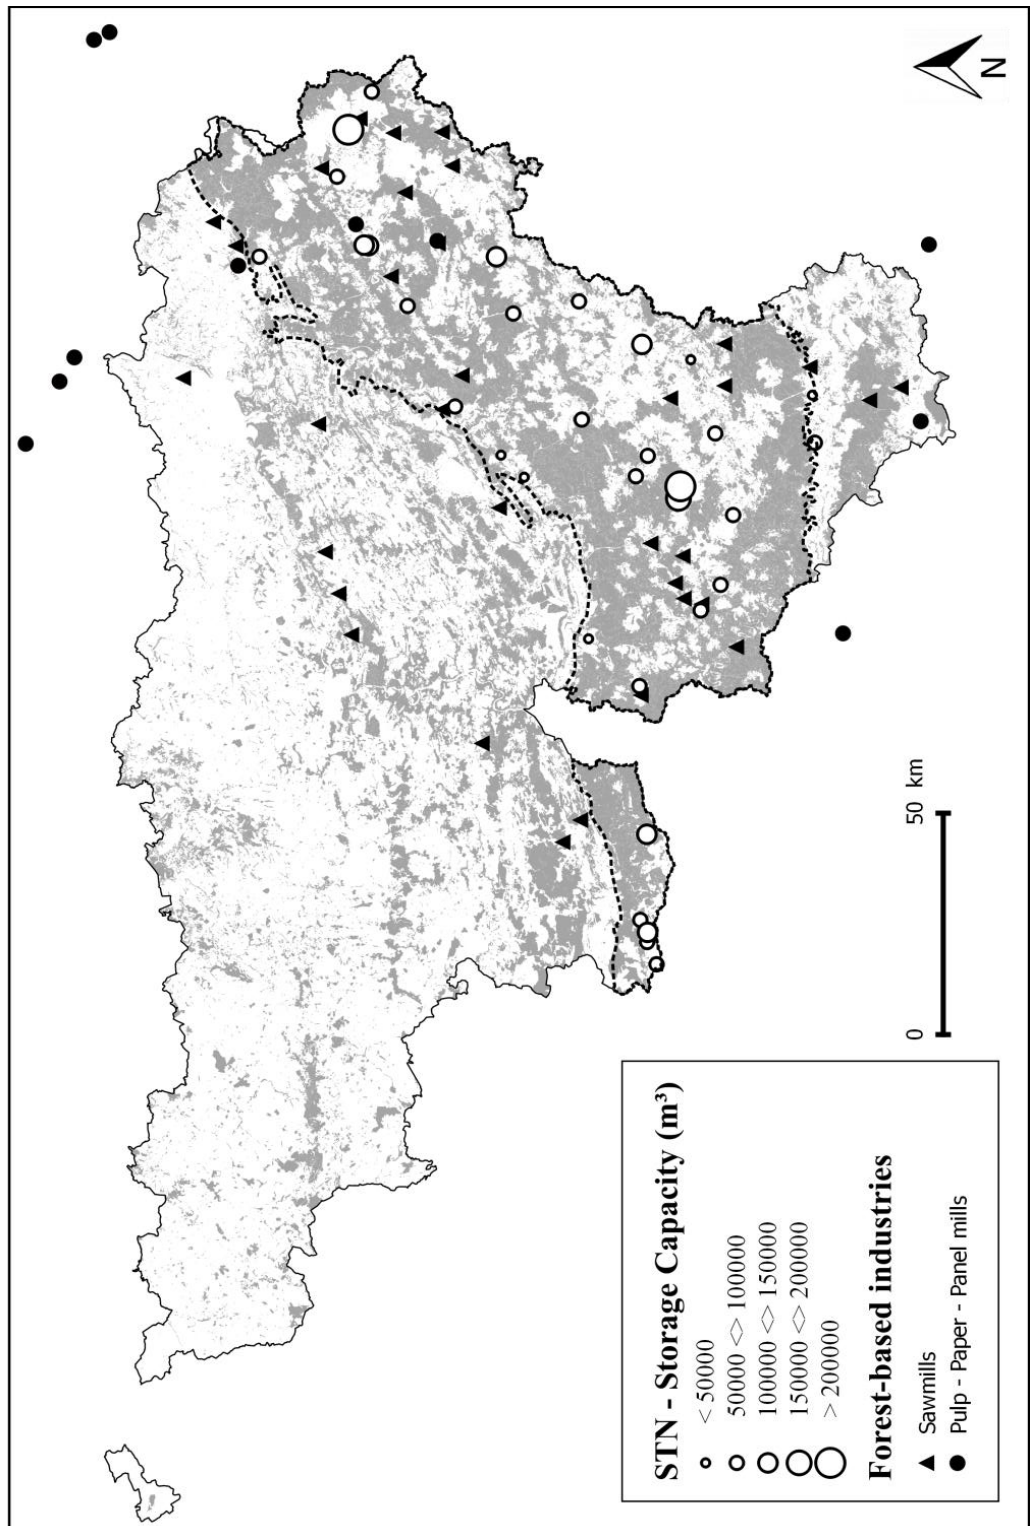 N
0 50 km
STN - Storage Capacity (m³)
< 50000
50000 <> 100000
100000 <> 150000
150000 <> 200000
> 200000
Forest-based industries
Sawmills
Pulp - Paper - Panel mills